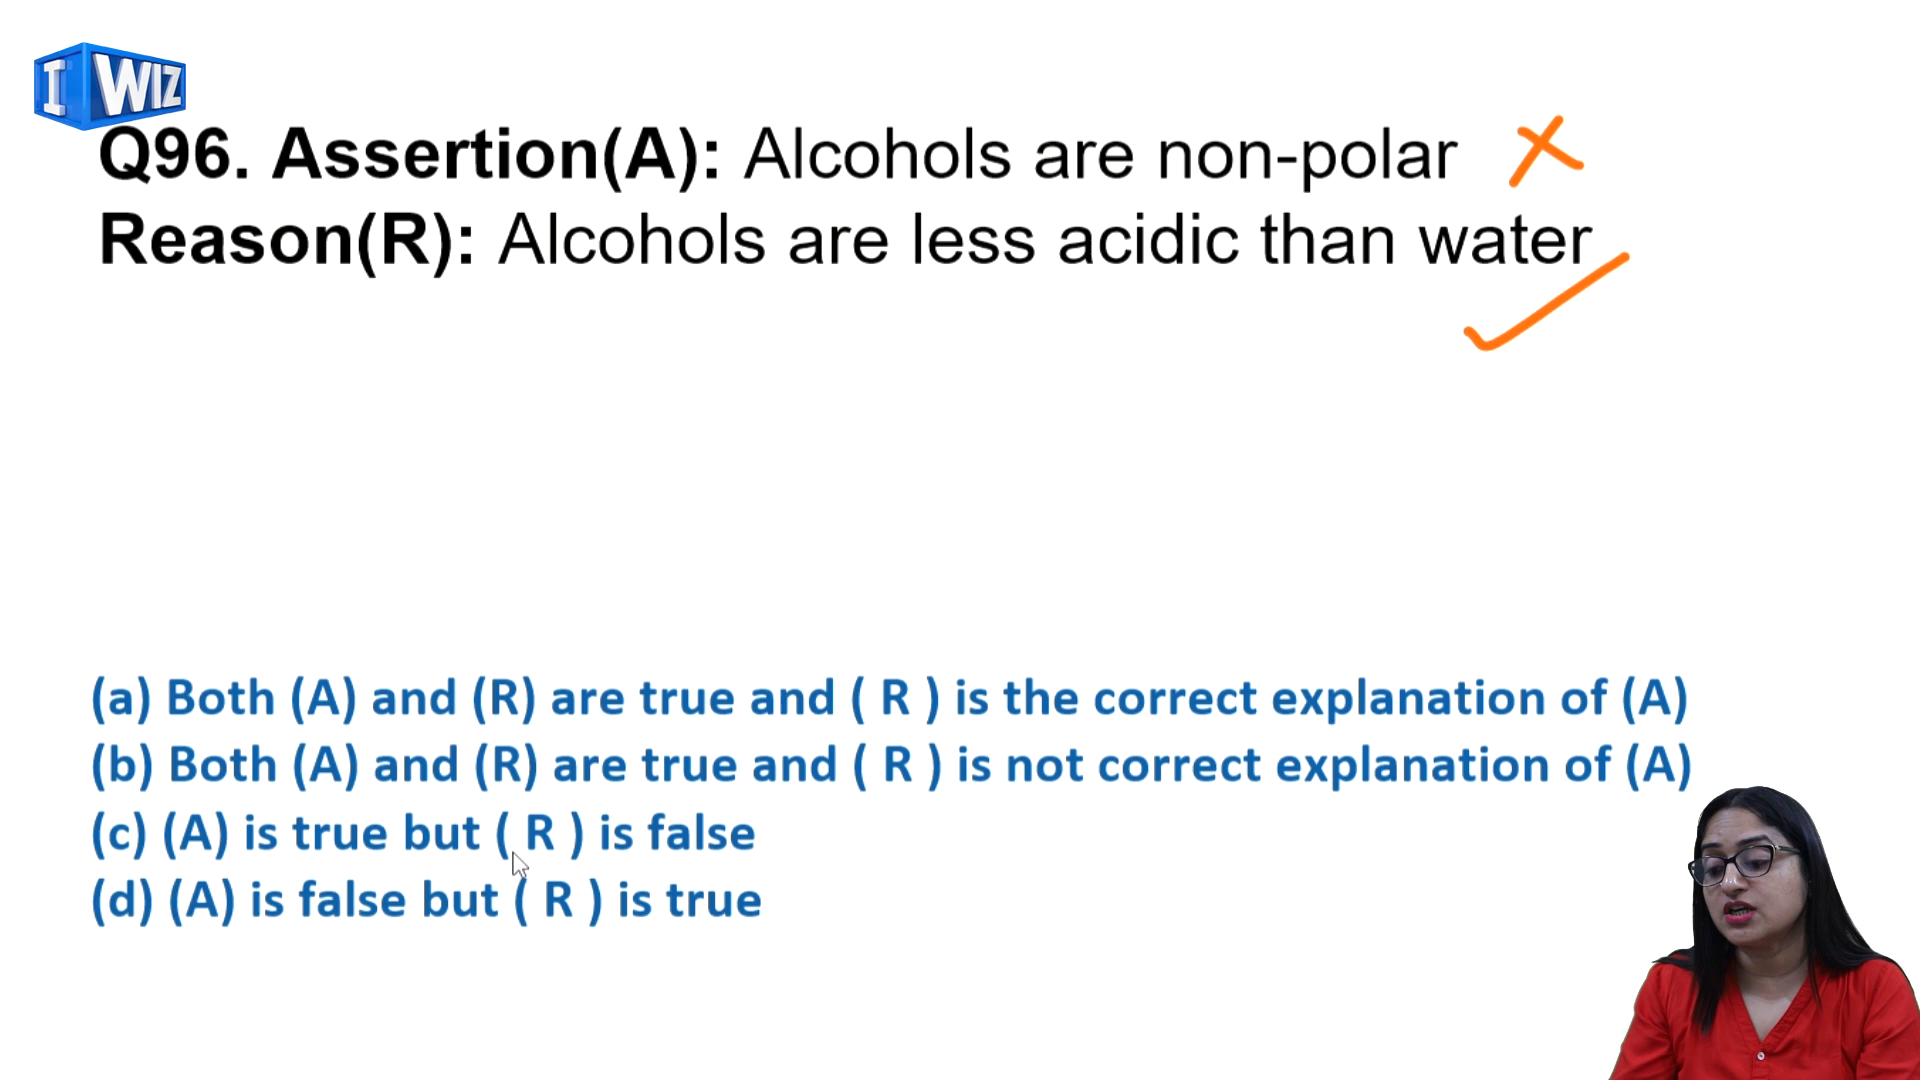 I WIZ
Q96. Assertion(A): Alcohols are non-polar
Reason(R): Alcohols are less acidic than water
(a) Both (A) and (R) are true and ( R ) is the correct explanation of (A)
(b) Both (A) and (R) are true and ( R ) is not correct explanation of (A)
(c) (A) is true but ( R ) is false
(d) (A) is false but ( R ) is true